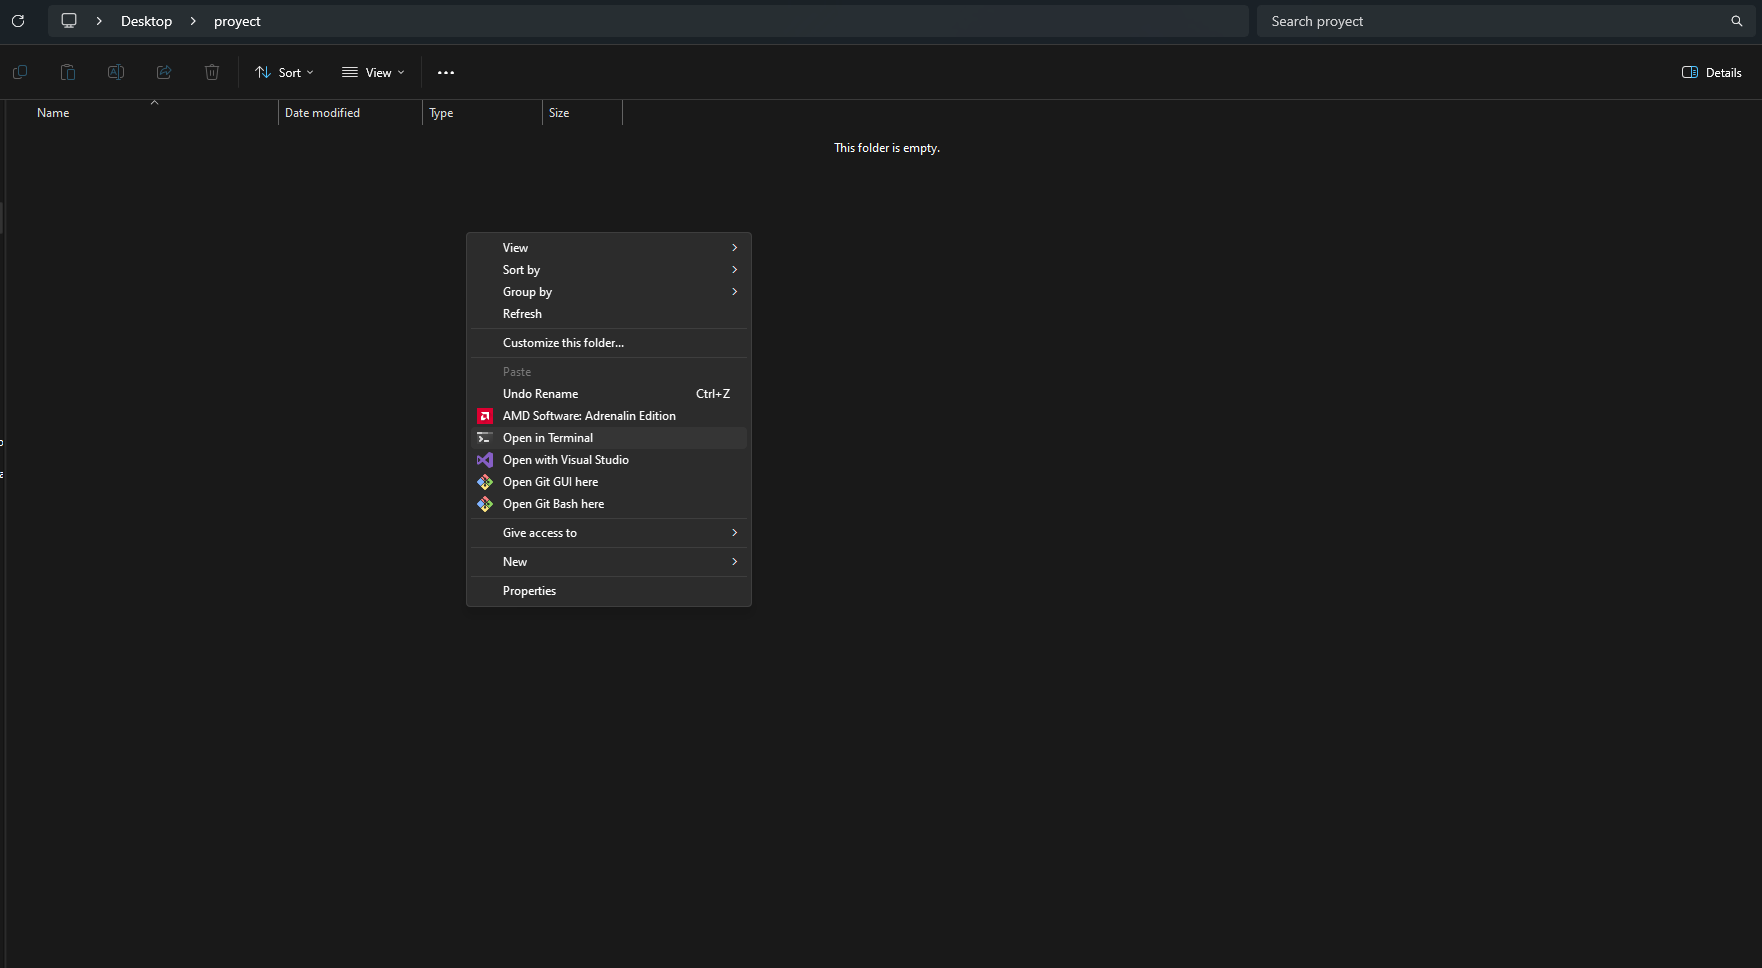 Desktop proyect
Search proyect
Sort View ... Details
Name Date modified Type Size
This folder is empty.
View
Sort by
Group by
Refresh
Customize this folder...
Paste
Undo Rename Ctrl+Z
AMD Software: Adrenalin Edition
Open in Terminal
Open with Visual Studio
Open Git GUI here
Open Git Bash here
Give access to
New
Properties